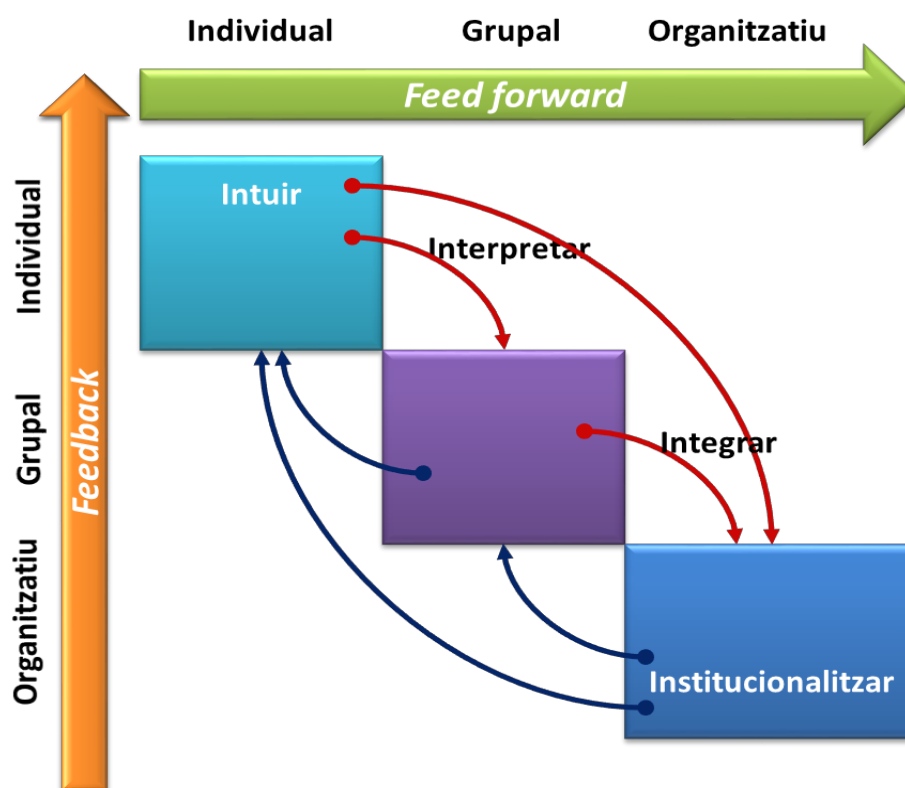 Individual Grupal Organitzatiu
Feed forward
Individual
Grupal
Organitzatiu
Feedback
Intuir
Interpretar
Integrar
Institucionalitzar